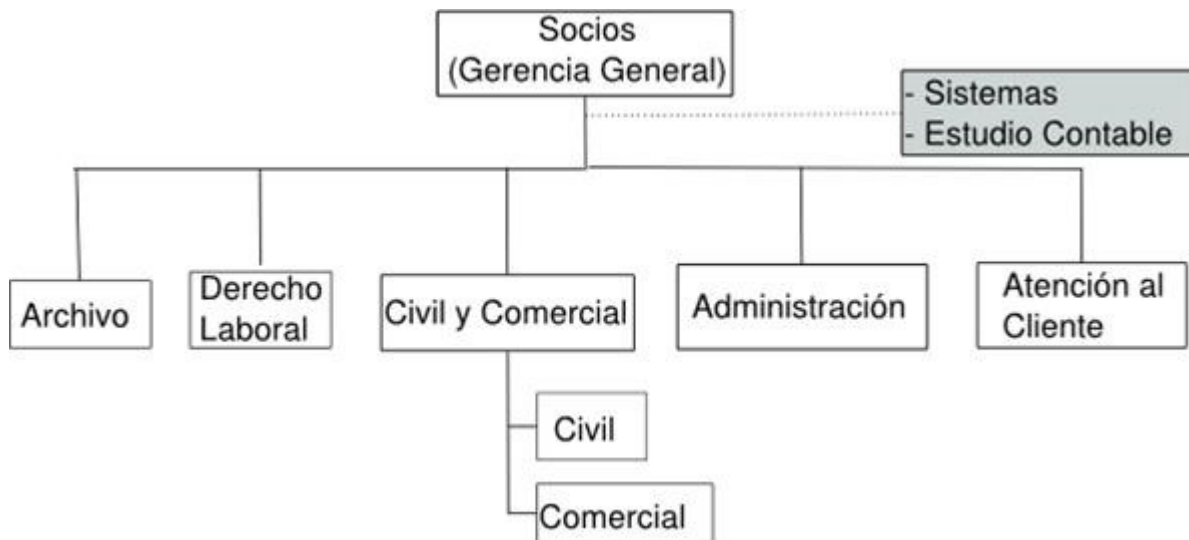 Socios
(Gerencia General)
- Sistemas
- Estudio Contable
Archivo
Derecho
Laboral
Civil y Comercial
Administración
Atención al
Cliente
Civil
Comercial